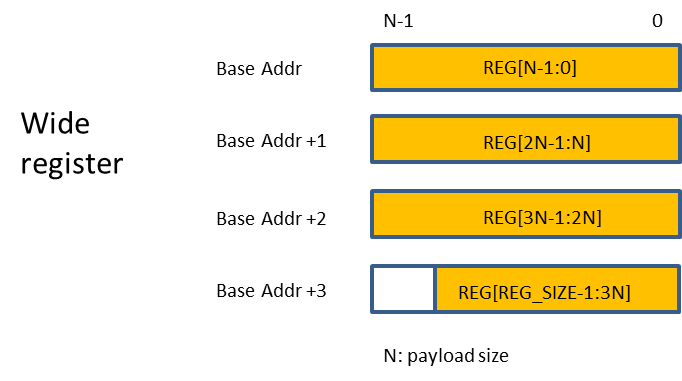 N-1 0
Base Addr REG[N-1:0]
Wide
register
Base Addr +1 REG[2N-1:N]
Base Addr +2 REG[3N-1:2N]
Base Addr +3 REG[REG_SIZE-1:3N]
N: payload size